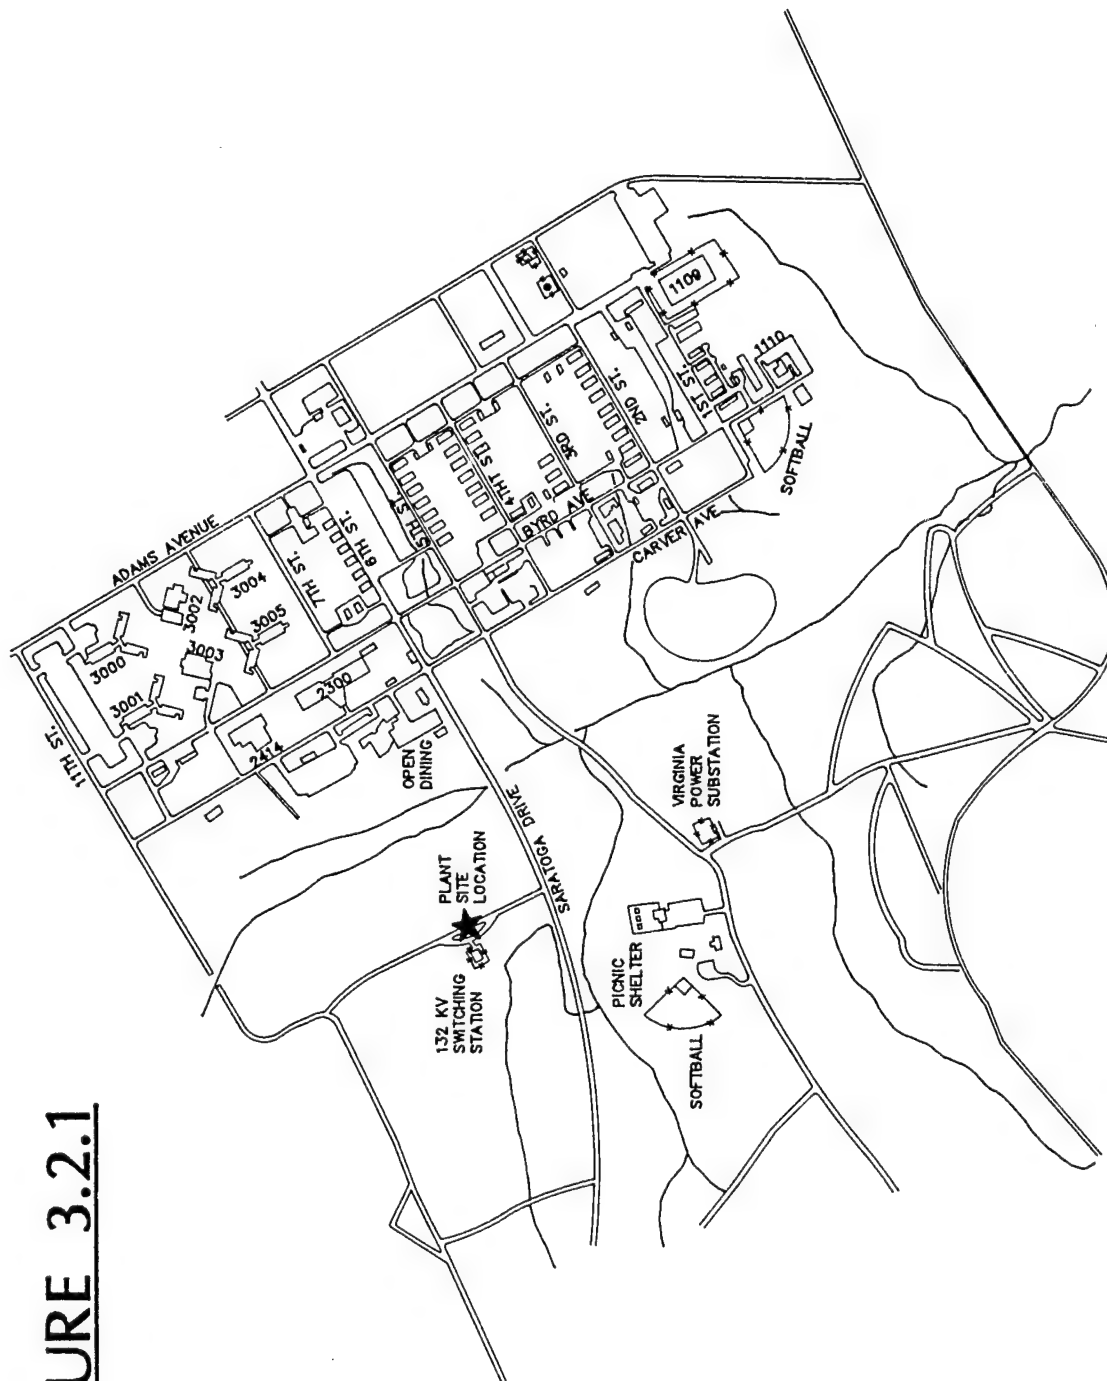 URE 3.2.1
11TH ST.
ADAMS AVENUE
3000
3001
3002
3003
3004
3005
7TH ST.
6TH ST.
5TH ST.
4THT ST.
3RD ST.
2ND ST.
1ST ST.
1109
1110
BYRD AVE
CARVER AVE
SOFTBALL
2300
2414
OPEN
DINING
SARATOGA DRIVE
PLANT
SITE
LOCATION
132 KV
SWITCHING
STATION
VIRGINIA
POWER
SUBSTATION
PICNIC
SHELTER
SOFTBALL